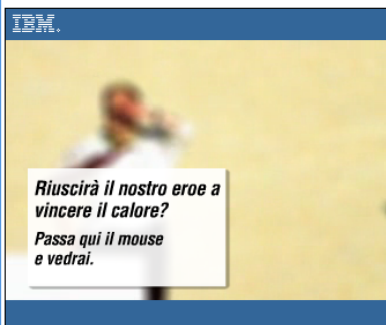 IBM.
Riuscirà il nostro eroe a
vincere il calore?
Passa qui il mouse
e vedrai.